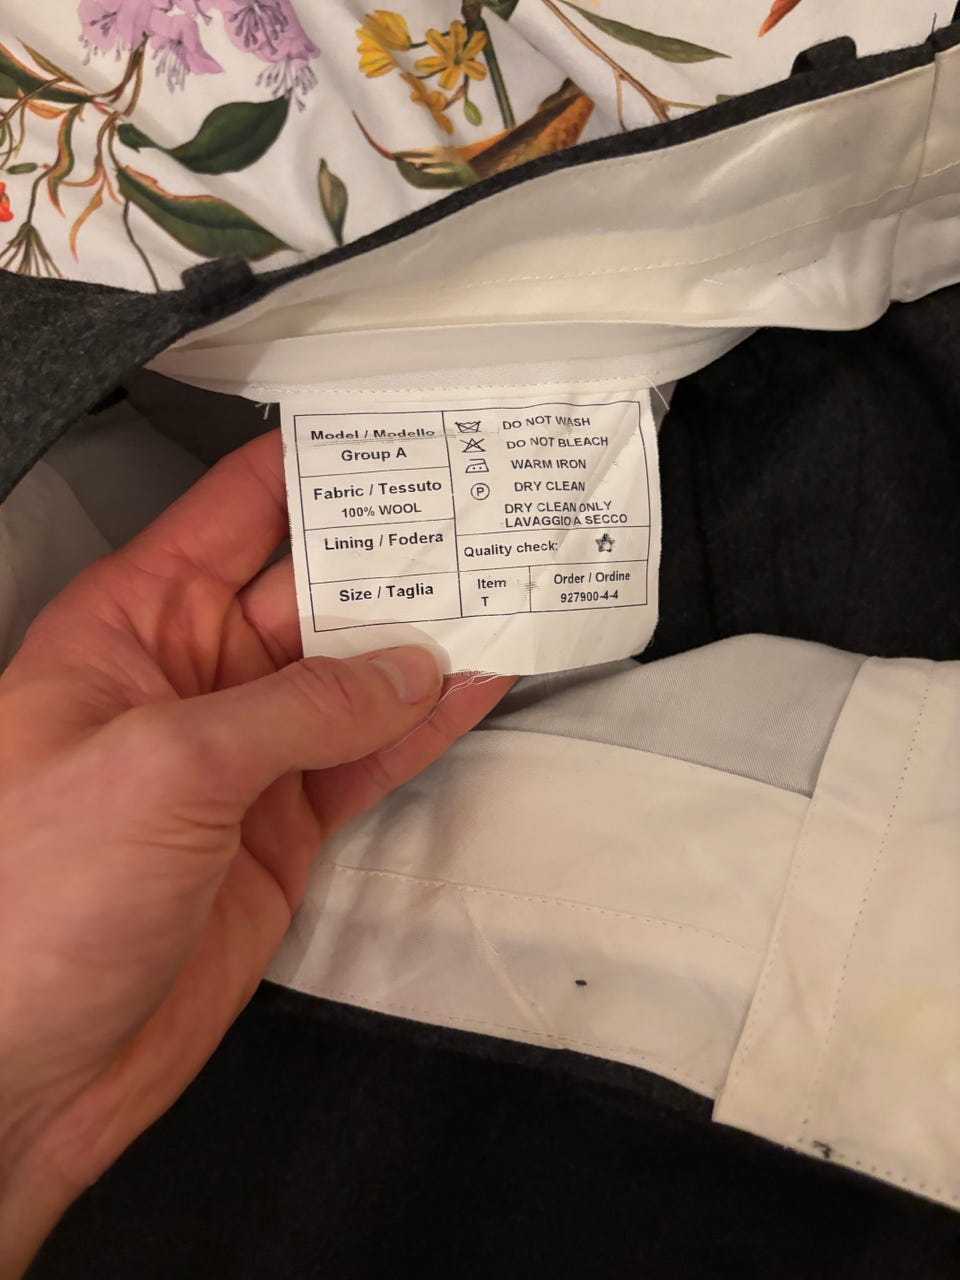 Model / Modello
Group A
Fabric / Tessuto
100% WOOL
Lining / Fodera
Size / Taglia
DO NOT WASH
DO NOT BLEACH
WARM IRON
P DRY CLEAN
DRY CLEAN ONLY
LAVAGGIO A SECCO
Quality check:
Item
T
Order / Ordine
927900-4-4